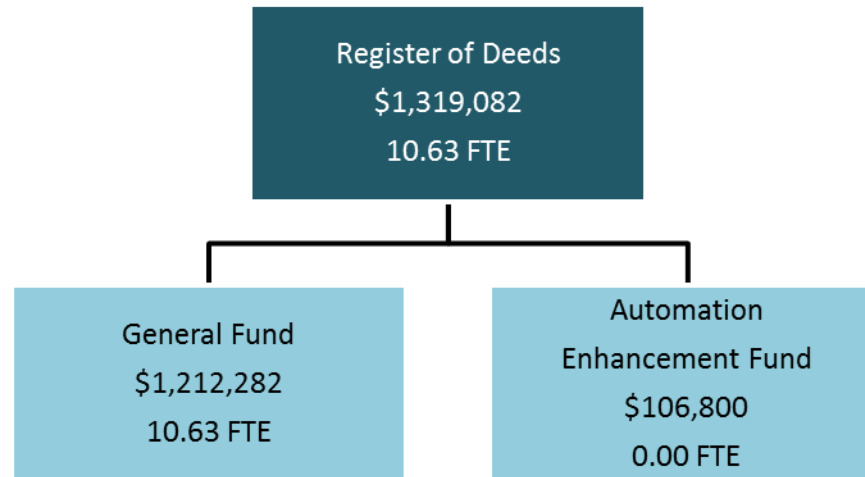 Register of Deeds
$1,319,082
10.63 FTE
General Fund
$1,212,282
10.63 FTE
Automation
Enhancement Fund
$106,800
0.00 FTE